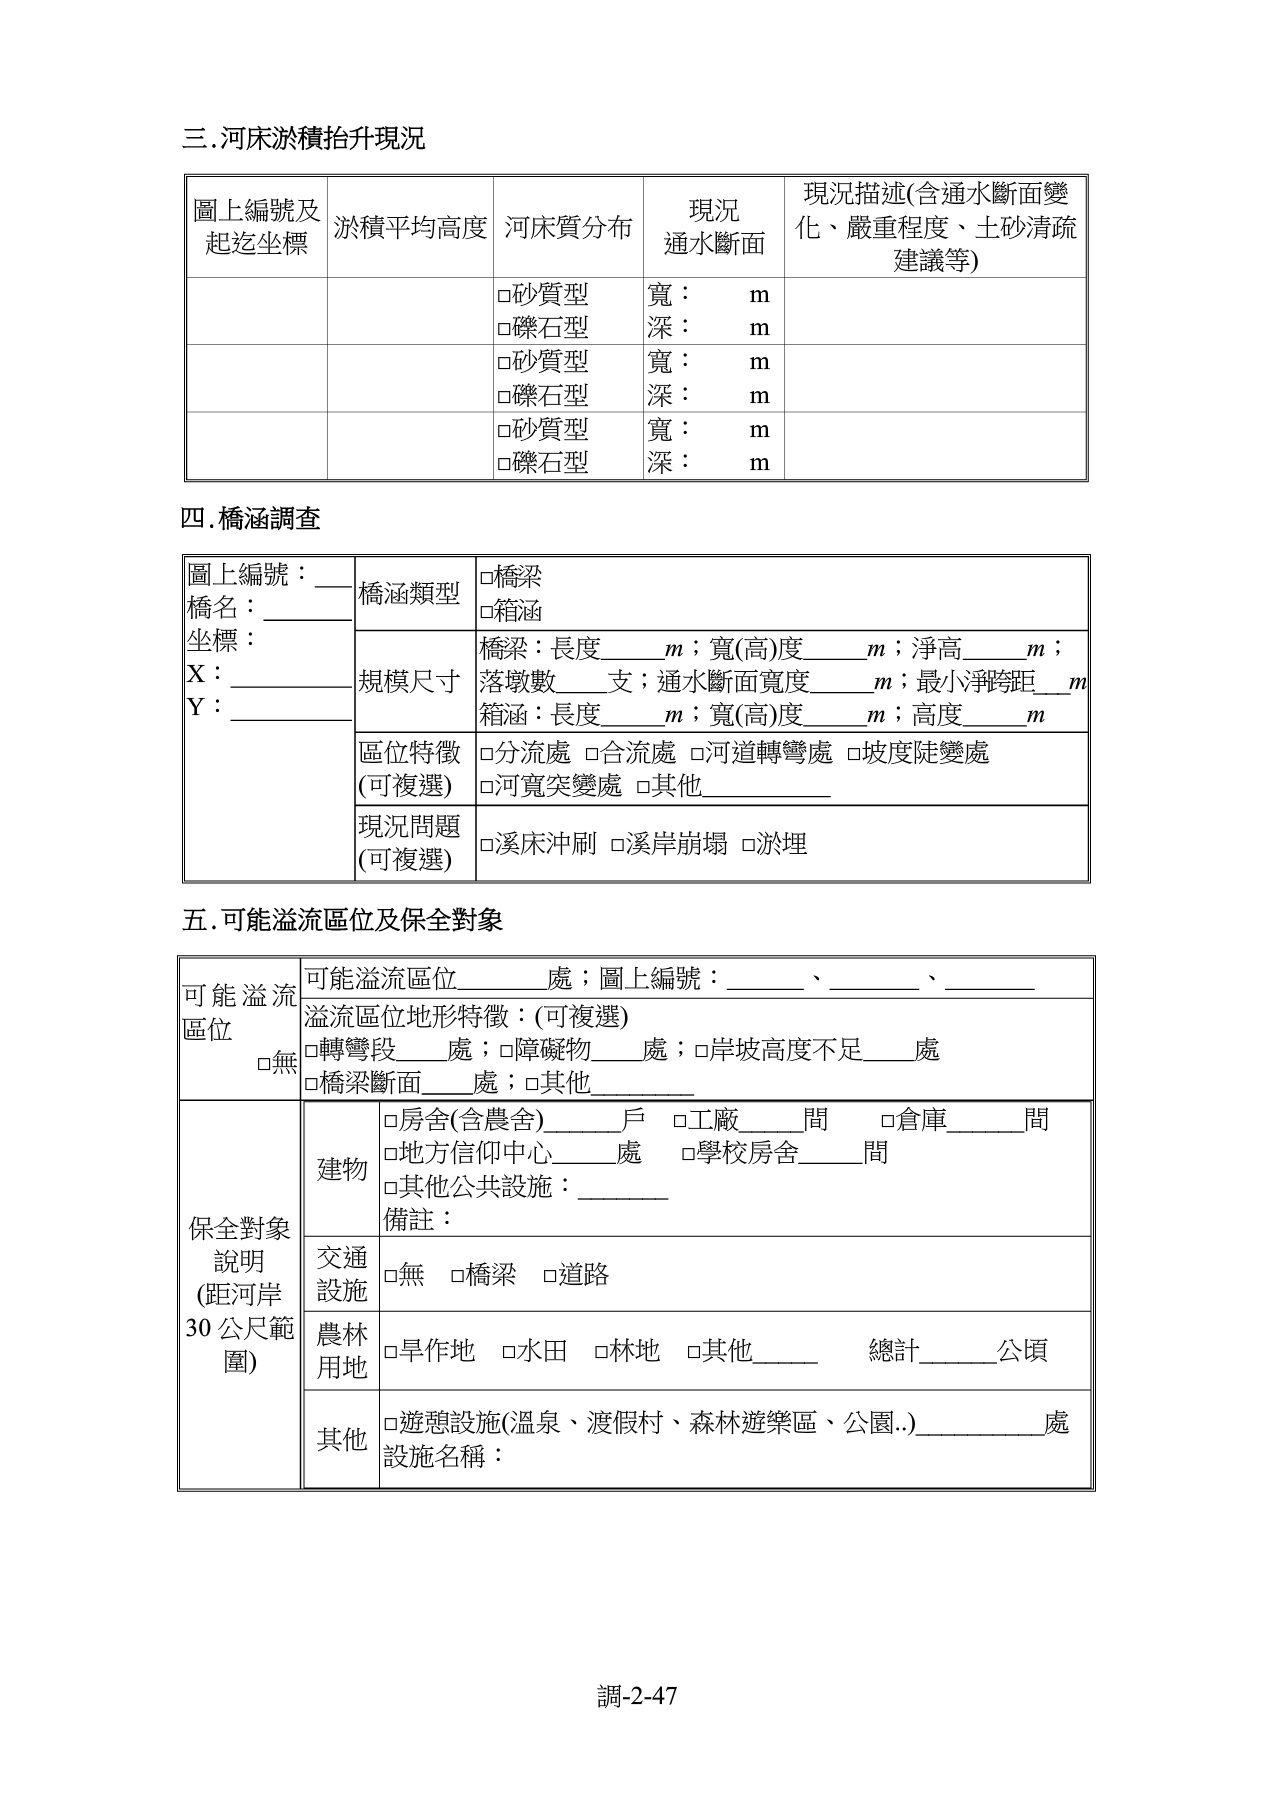 三.河床淤積抬升現況
圖上編號及
起迄坐標
淤積平均高度
河床質分布
現況
通水斷面
現況描述(含通水斷面變
化、嚴重程度、土砂清疏
建議等)
□砂質型
□礫石型
寬： m
深： m
□砂質型
□礫石型
寬： m
深： m
□砂質型
□礫石型
寬： m
深： m
四.橋涵調查
圖上編號：___
橋名：_______
坐標：
X：_________
Y：_________
橋涵類型
□橋梁
□箱涵
規模尺寸
橋梁：長度_____m；寬(高)度_____m；淨高_____m；
落墩數____支；通水斷面寬度_____m；最小淨跨距___m
箱涵：長度_____m；寬(高)度_____m；高度_____m
區位特徵
(可複選)
□分流處 □合流處 □河道轉彎處 □坡度陡變處
□河寬突變處 □其他__________
現況問題
(可複選)
□溪床沖刷 □溪岸崩塌 □淤埋
五.可能溢流區位及保全對象
可能溢流
區位
□無
可能溢流區位_______處；圖上編號：______、_______、_______
溢流區位地形特徵：(可複選)
□轉彎段____處；□障礙物____處；□岸坡高度不足____處
□橋梁斷面____處；□其他________
保全對象
說明
(距河岸
30 公尺範
圍)
建物
□房舍(含農舍)______戶 □工廠_____間 □倉庫______間
□地方信仰中心_____處 □學校房舍_____間
□其他公共設施：_______
備註：
交通
設施
□無 □橋梁 □道路
農林
用地
□旱作地 □水田 □林地 □其他_____ 總計______公頃
其他
□遊憩設施(溫泉、渡假村、森林遊樂區、公園..)__________處
設施名稱：
調-2-47